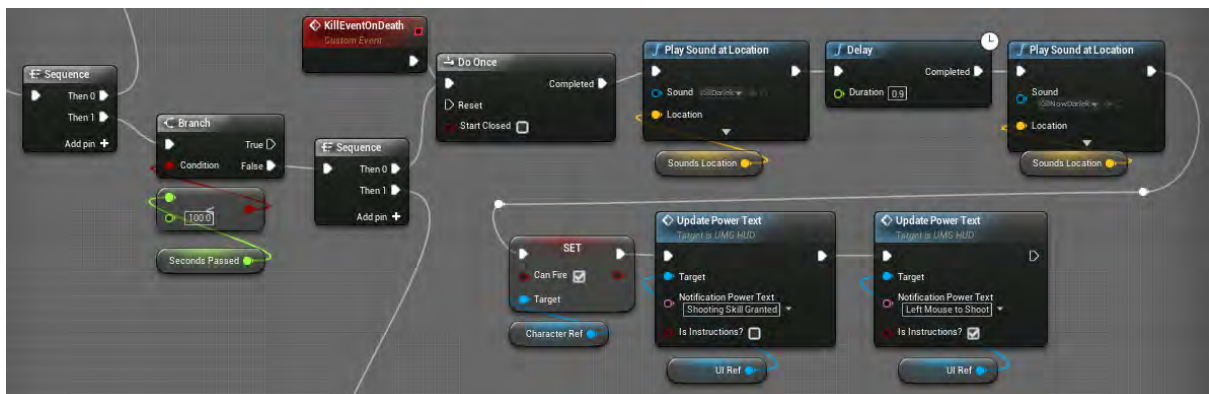 KillEventOnDeath
Custom Event
Sequence
Then 0
Then 1
Add pin +
Branch
True
Condition
False
<
100.0
Seconds Passed
Sequence
Then 0
Then 1
Add pin +
Do Once
Completed
Reset
Start Closed
Play Sound at Location
Sound
Location
Sounds Location
Delay
Completed
Duration 0.9
Play Sound at Location
Sound
Location
Sounds Location
SET
Can Fire
Target
Character Ref
Update Power Text
Target is UMG HUD
Target
Notification Power Text
Shooting Skill Granted
Is Instructions?
UI Ref
Update Power Text
Target is UMG HUD
Target
Notification Power Text
Left Mouse to Shoot
Is Instructions?
UI Ref